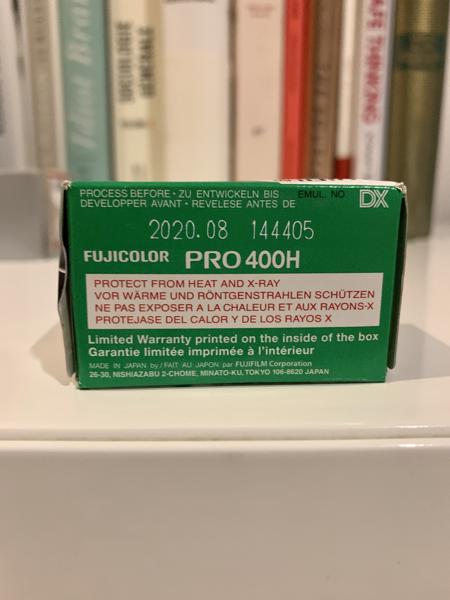 Idiot Brain
SAFE THINKING
PROCESS BEFORE • ZU ENTWICKELN BIS
DEVELOPPER AVANT • REVELESE ANTES DE
EMUL. NO.
DX
2020.08 144405
FUJICOLOR PRO 400H
PROTECT FROM HEAT AND X-RAY
VOR WÄRME UND RÖNTGENSTRAHLEN SCHÜTZEN
NE PAS EXPOSER A LA CHALEUR ET AUX RAYONS-X
PROTEJASE DEL CALOR Y DE LOS RAYOS X
Limited Warranty printed on the inside of the box
Garantie limitée imprimée à l'intérieur
MADE IN JAPAN by / FAIT AU JAPON par FUJIFILM Corporation
26-30, NISHIAZABU 2-CHOME, MINATO-KU, TOKYO 106-8620 JAPAN